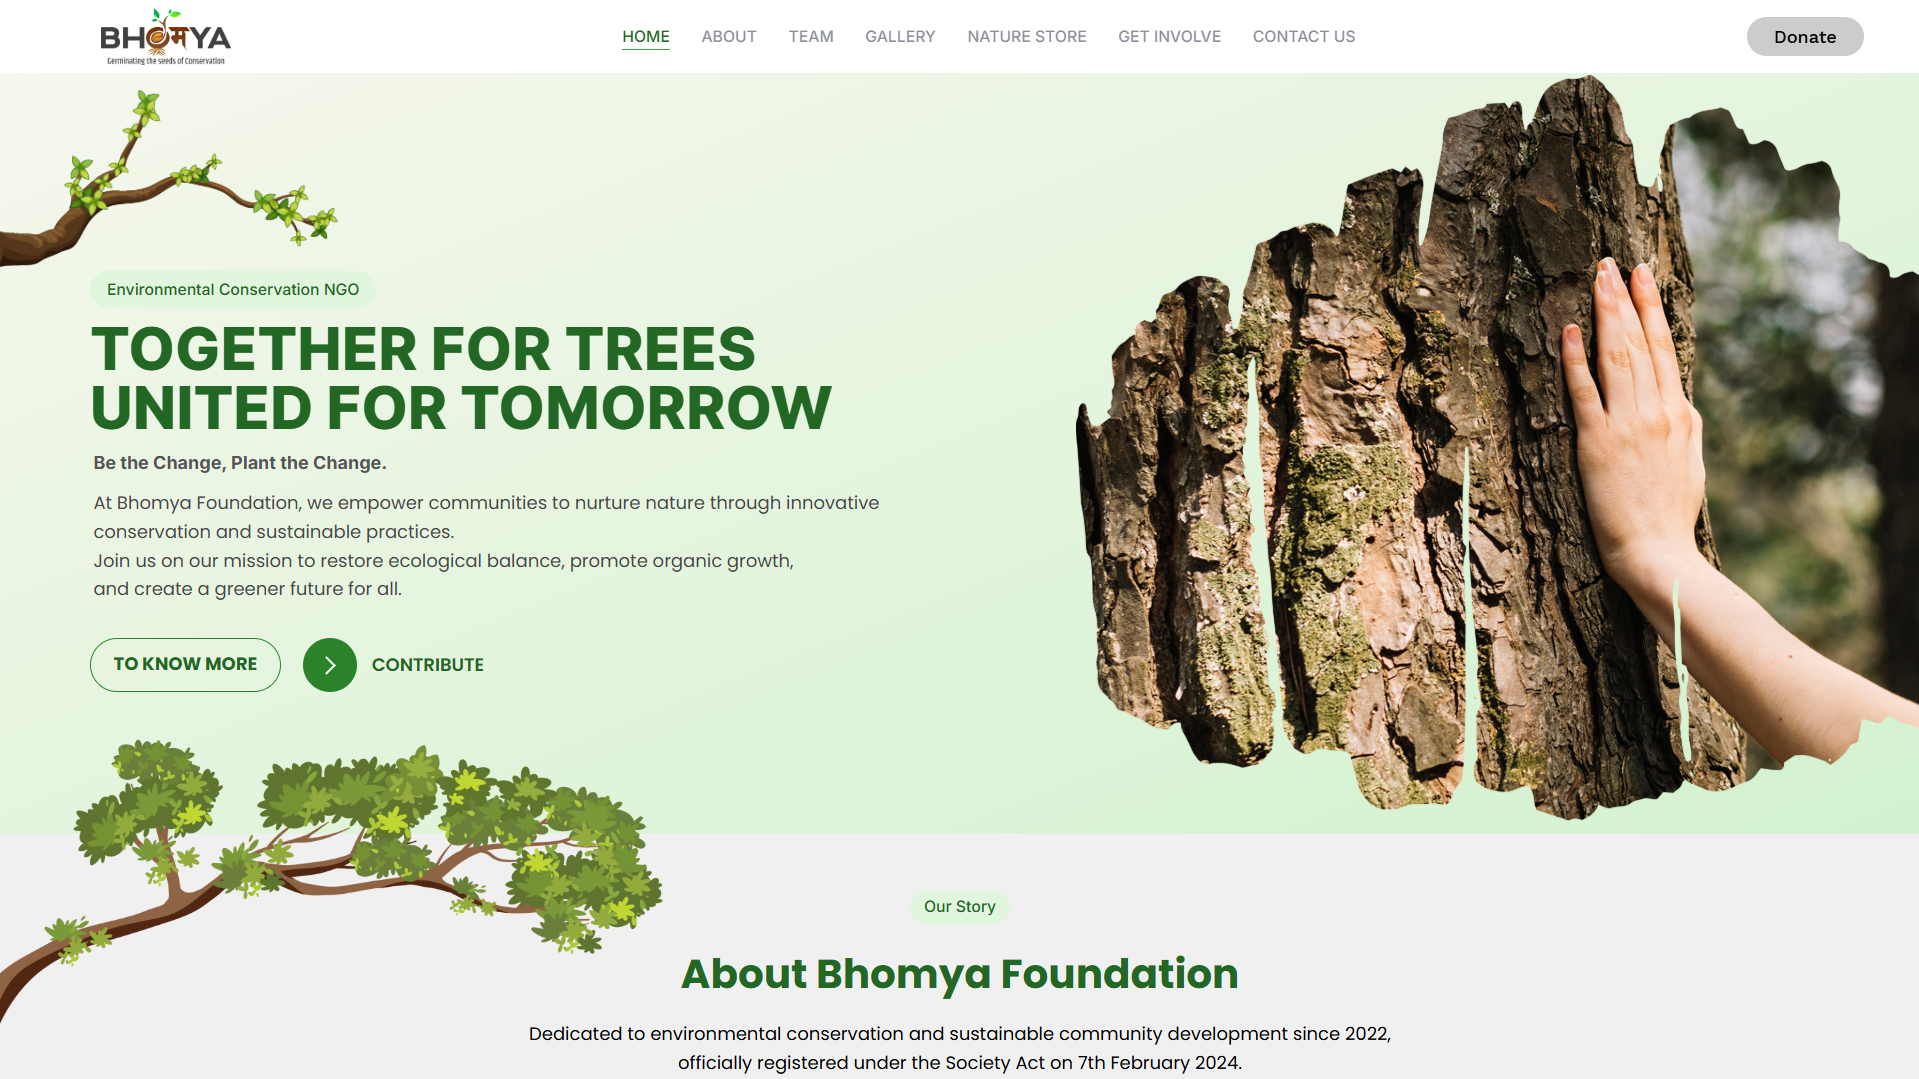 BHOमYA
Germinating the seeds of Conservation
HOME
ABOUT
TEAM
GALLERY
NATURE STORE
GET INVOLVE
CONTACT US
Donate
Environmental Conservation NGO
TOGETHER FOR TREES
UNITED FOR TOMORROW
Be the Change, Plant the Change.
At Bhomya Foundation, we empower communities to nurture nature through innovative
conservation and sustainable practices.
Join us on our mission to restore ecological balance, promote organic growth,
and create a greener future for all.
TO KNOW MORE
CONTRIBUTE
Our Story
About Bhomya Foundation
Dedicated to environmental conservation and sustainable community development since 2022,
officially registered under the Society Act on 7th February 2024.